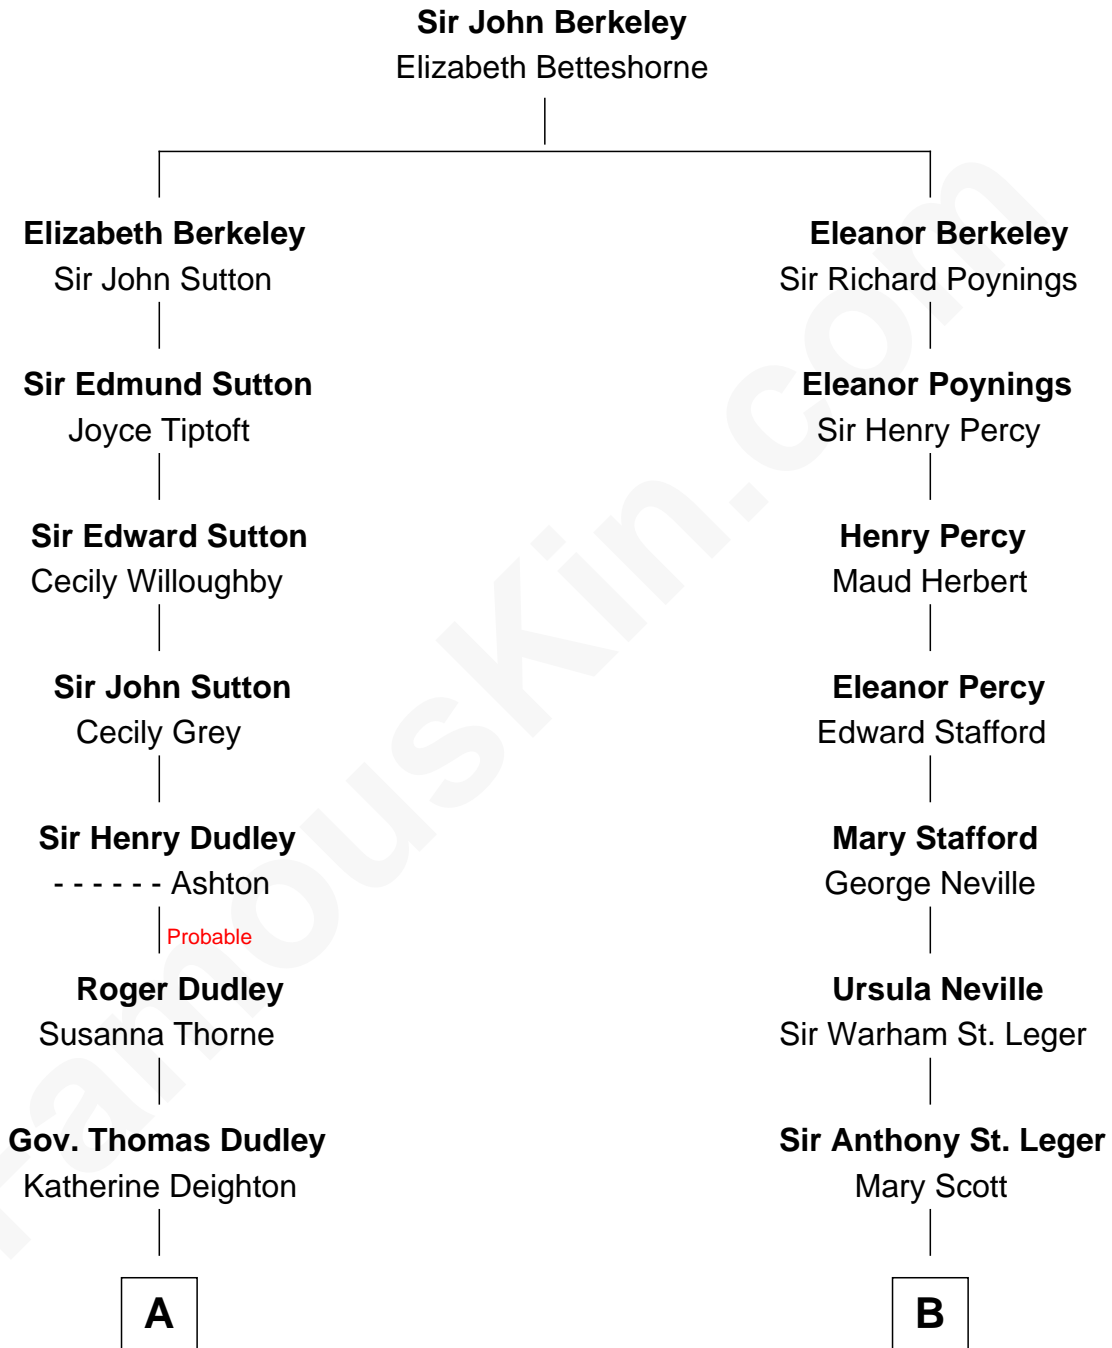 Sir John Berkeley
Elizabeth Betteshorne
Elizabeth Berkeley
Sir John Sutton
Sir Edmund Sutton
Joyce Tiptoft
Sir Edward Sutton
Cecily Willoughby
Sir John Sutton
Cecily Grey
Sir Henry Dudley
- - - - - - Ashton
Probable
Roger Dudley
Susanna Thorne
Gov. Thomas Dudley
Katherine Deighton
A
Eleanor Berkeley
Sir Richard Poynings
Eleanor Poynings
Sir Henry Percy
Henry Percy
Maud Herbert
Eleanor Percy
Edward Stafford
Mary Stafford
George Neville
Ursula Neville
Sir Warham St. Leger
Sir Anthony St. Leger
Mary Scott
B
FamousKin.com